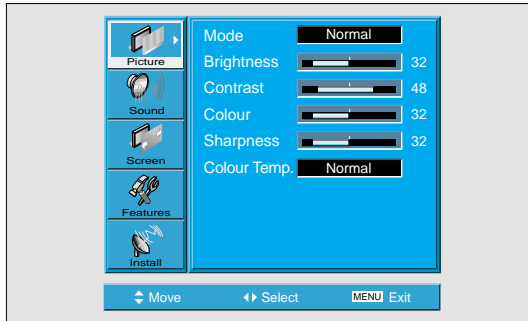 Picture
Sound
Screen
Features
Install
Mode Normal
Brightness 32
Contrast 48
Colour 32
Sharpness 32
Colour Temp. Normal
Move Select MENU Exit